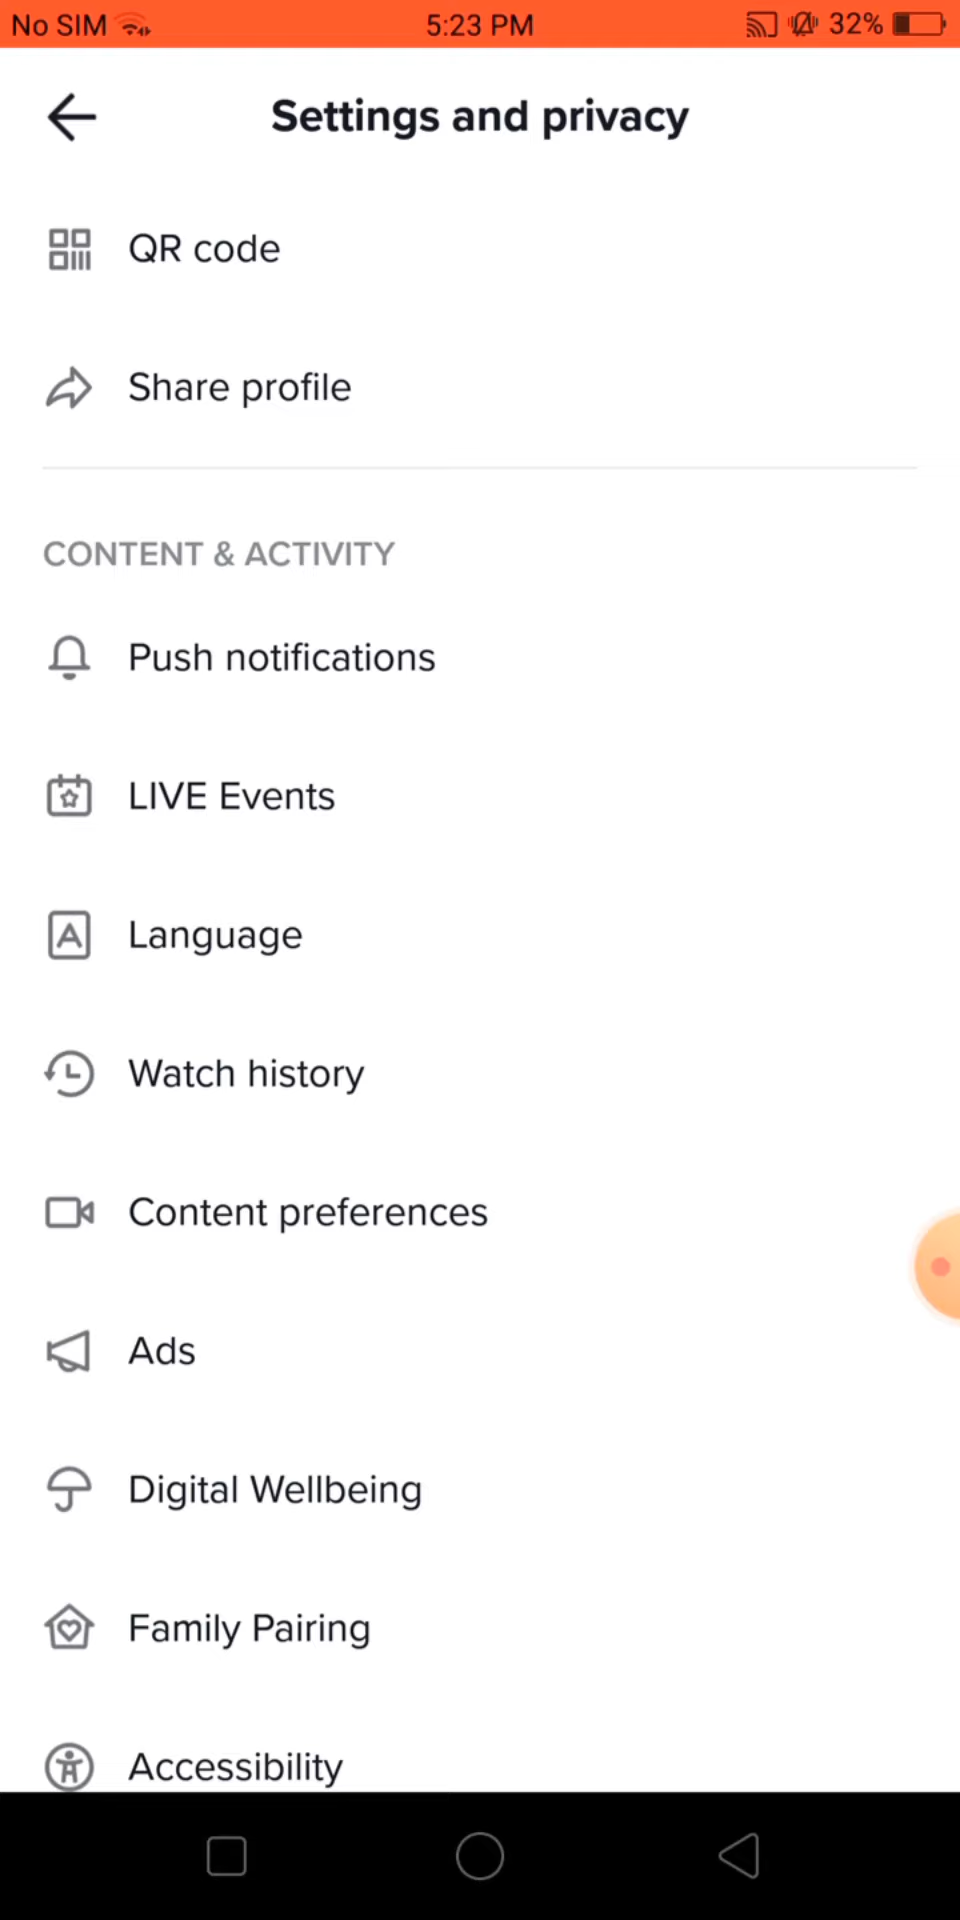 No SIM 5:23 PM 32%
Settings and privacy
QR code
Share profile
CONTENT & ACTIVITY
Push notifications
LIVE Events
Language
Watch history
Content preferences
Ads
Digital Wellbeing
Family Pairing
Accessibility